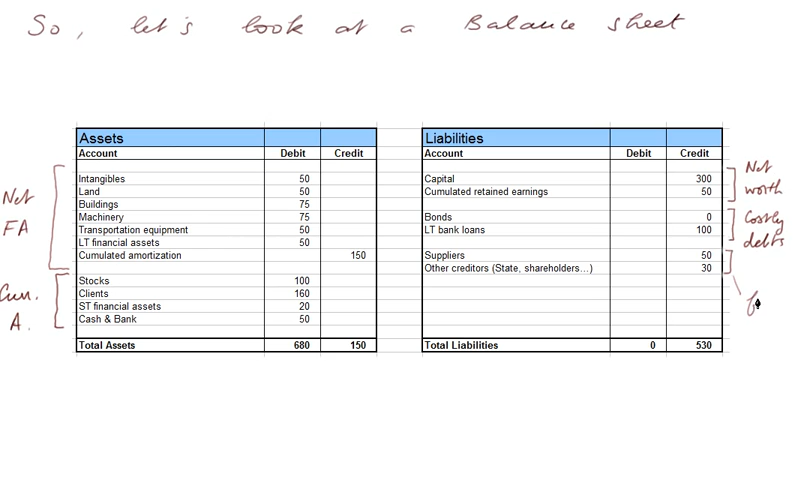 So, let's look at a Balance sheet
Assets
Account Debit Credit
Intangibles 50
Land 50
Buildings 75
Machinery 75
Transportation equipment 50
LT financial assets 50
Cumulated amortization 150
Stocks 100
Clients 160
ST financial assets 20
Cash & Bank 50
Total Assets 680 150
Net
FA
Curr.
A.
Liabilities
Account Debit Credit
Capital 300
Cumulated retained earnings 50
Bonds 0
LT bank loans 100
Suppliers 50
Other creditors (State, shareholders...) 30
Total Liabilities 0 530
Net
worth
Costly
debts